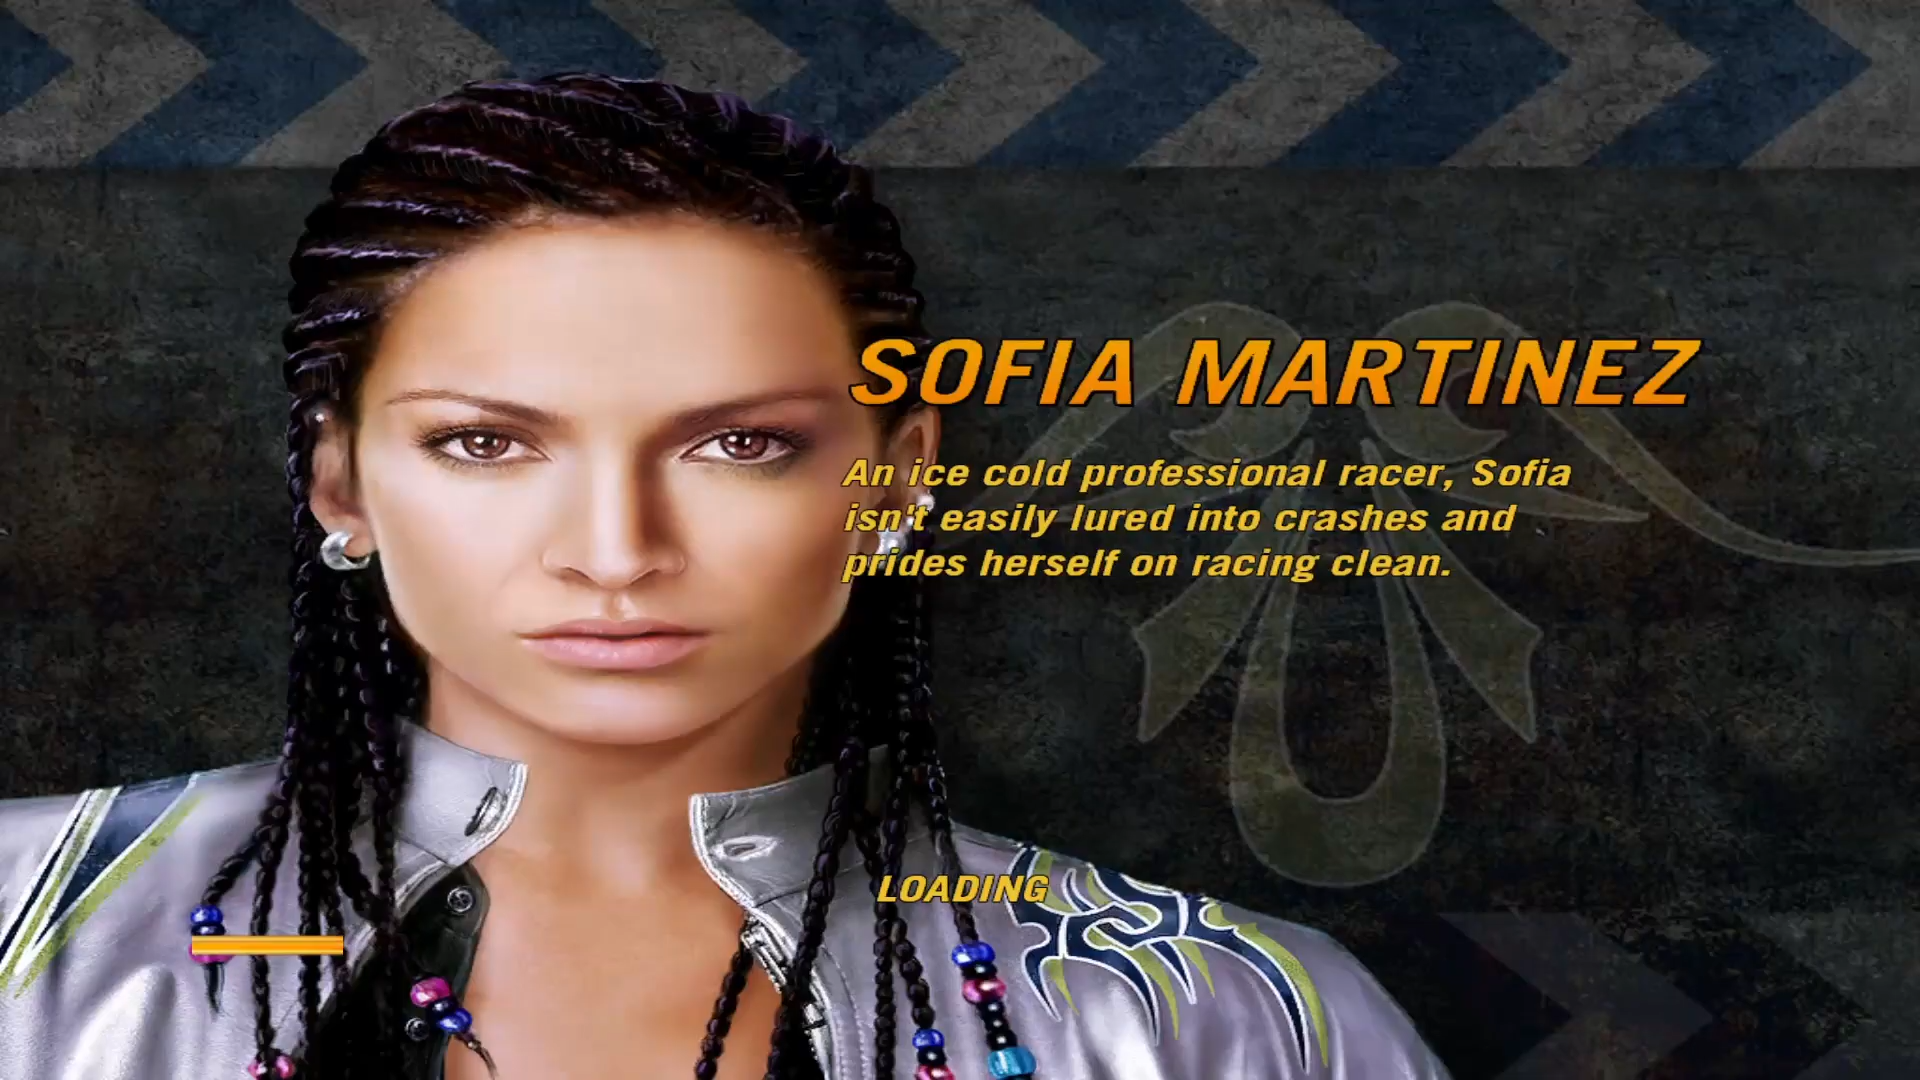 SOFIA MARTINEZ
An ice cold professional racer, Sofia
isn't easily lured into crashes and
prides herself on racing clean.
LOADING